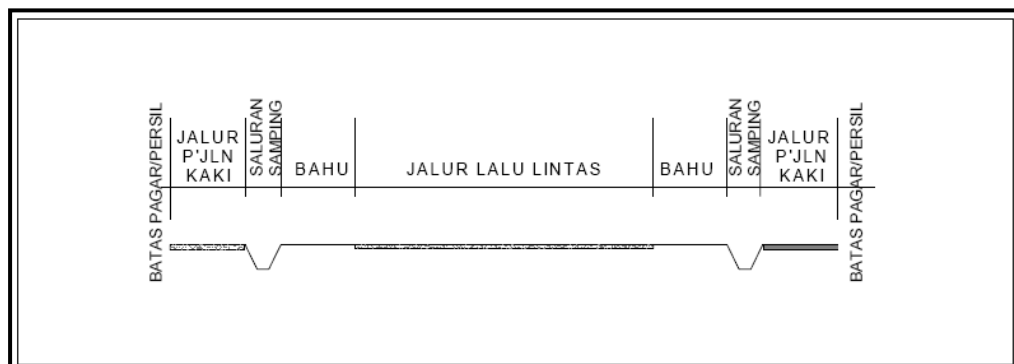 BATAS PAGAR/PERSIL
JALUR
P'JLN
KAKI
SALURAN
SAMPING
BAHU
JALUR LALU LINTAS
BAHU
SALURAN
SAMPING
JALUR
P'JLN
KAKI
BATAS PAGAR/PERSIL